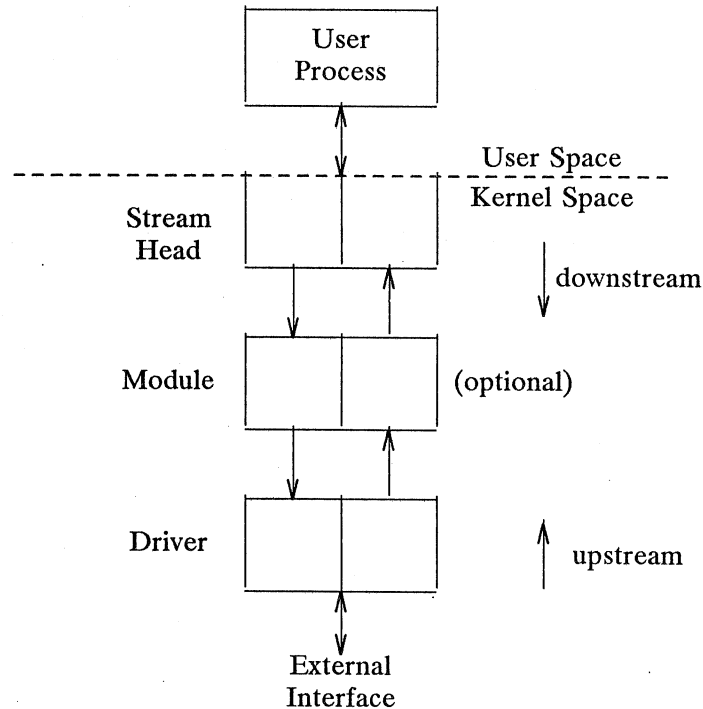 User
Process
User Space
Kernel Space
Stream
Head
downstream
Module
(optional)
Driver
upstream
External
Interface